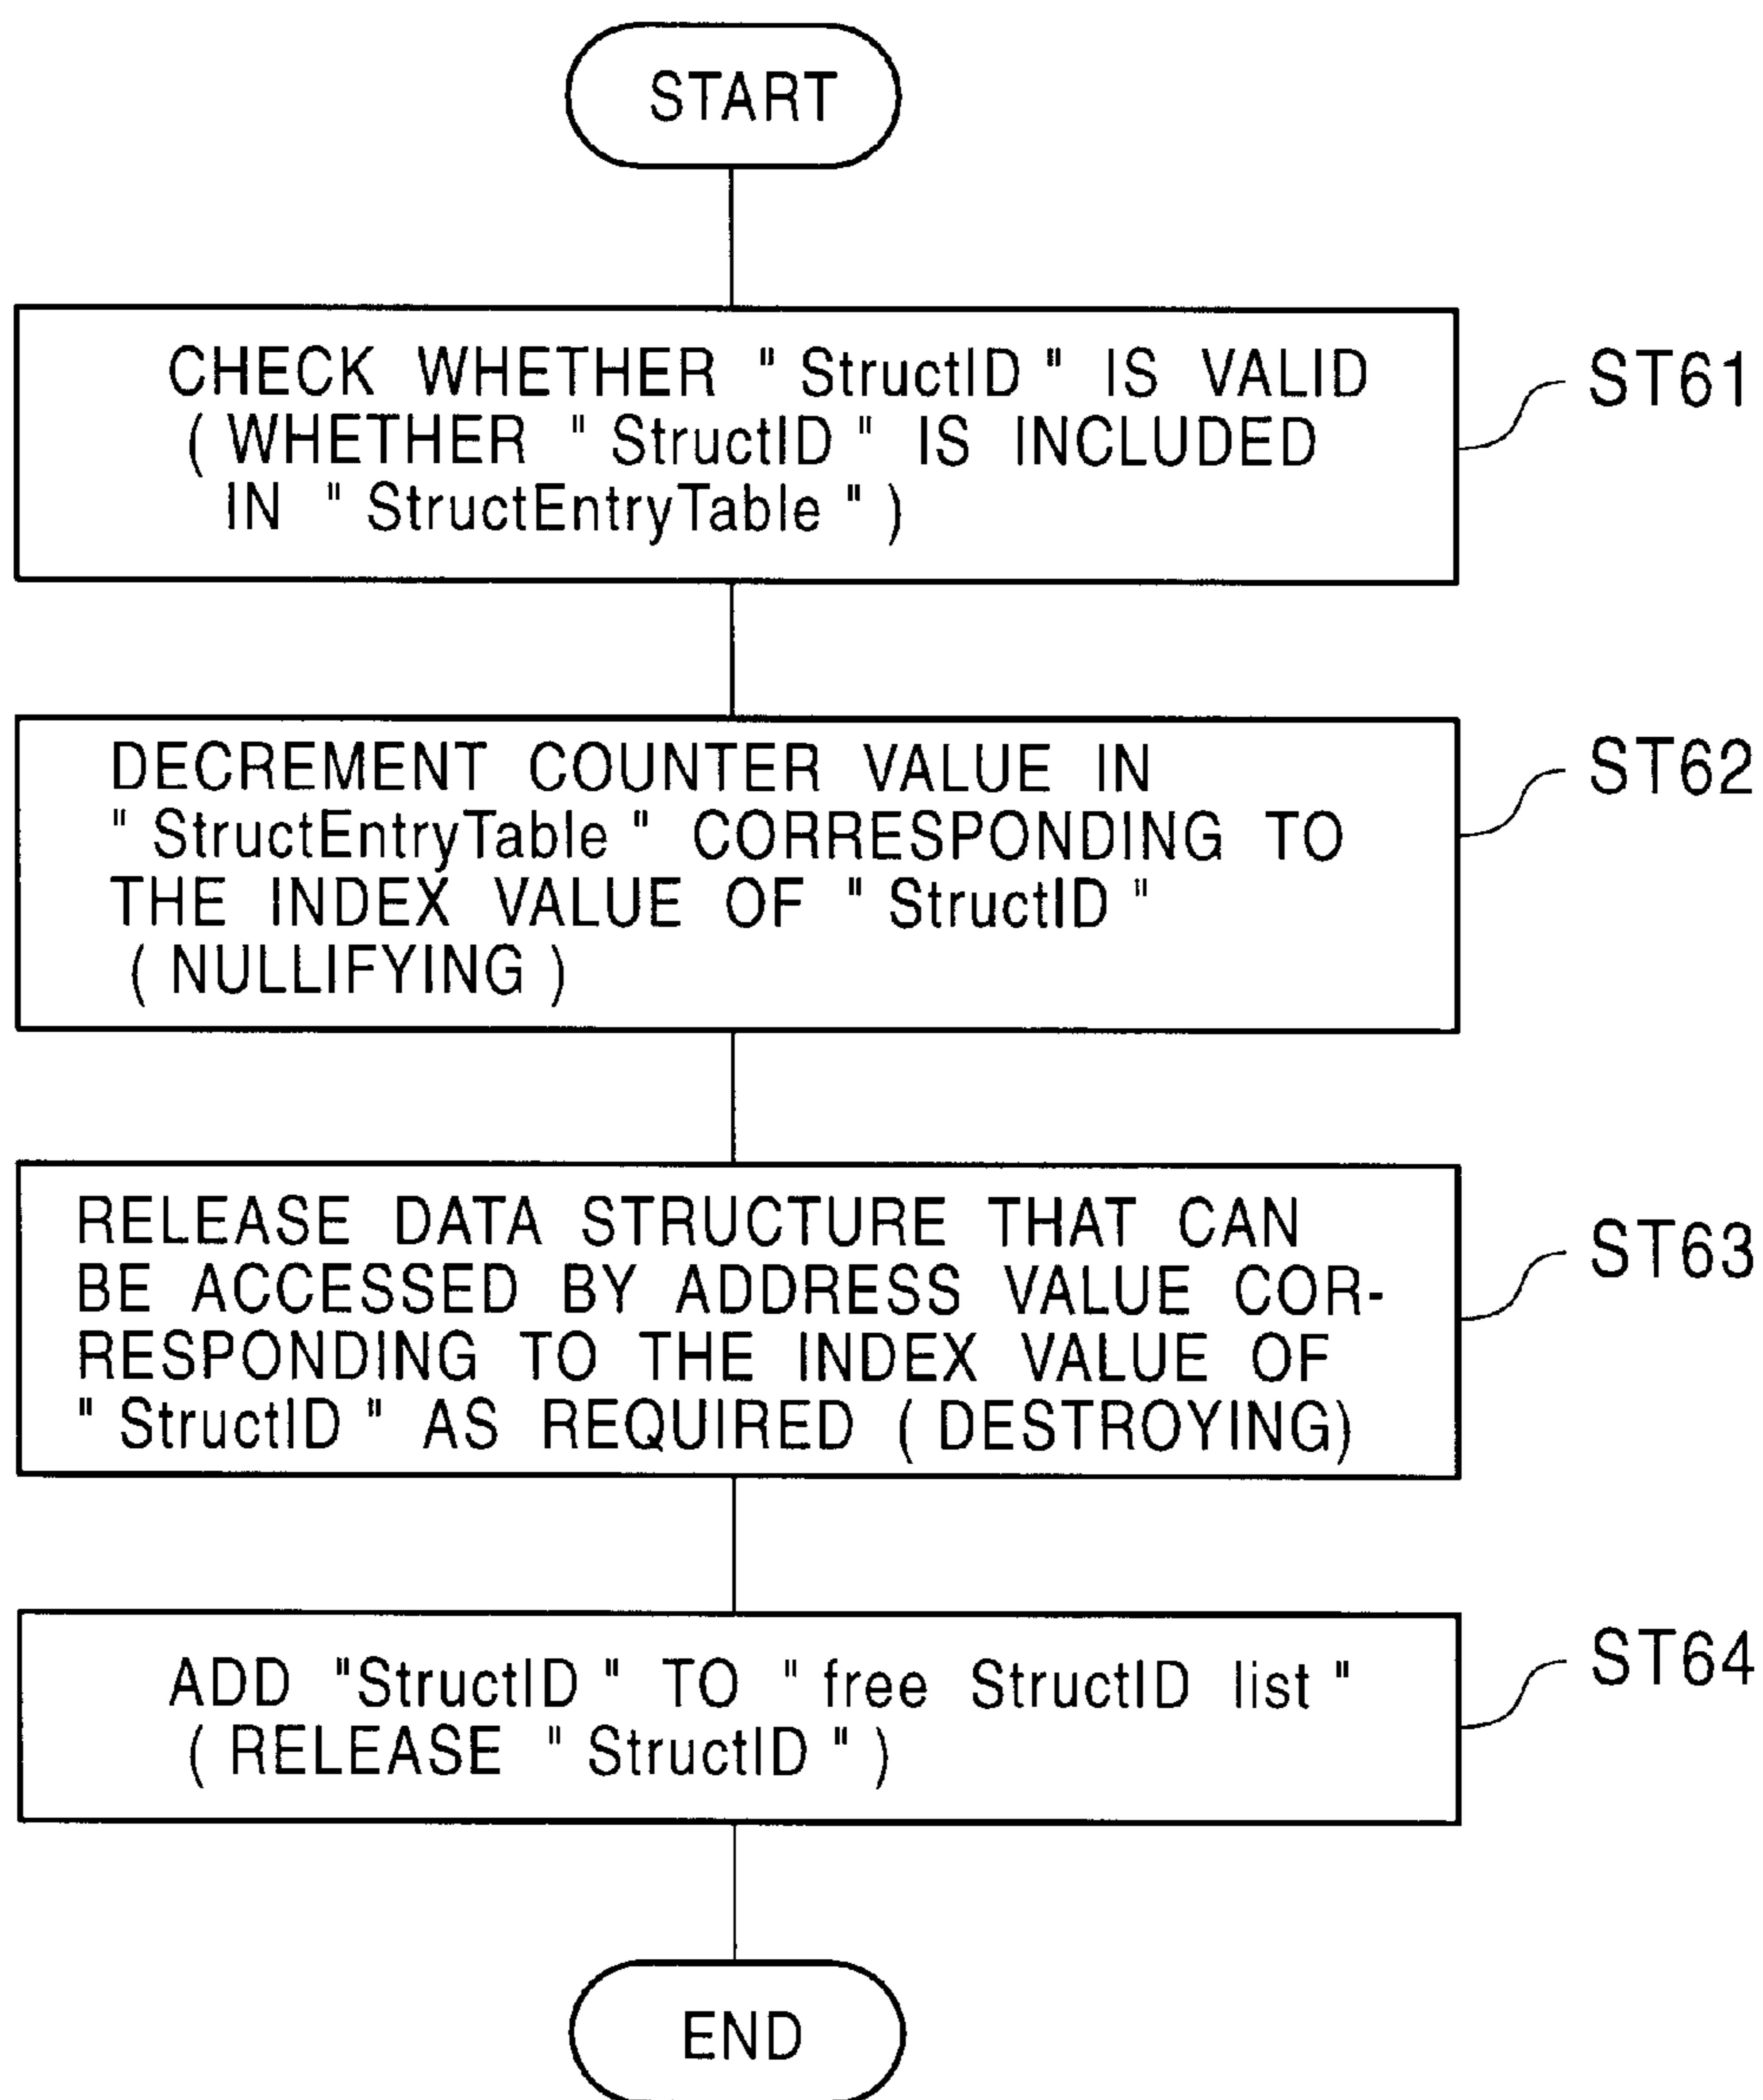 START
CHECK WHETHER "StructID" IS VALID
(WHETHER "StructID" IS INCLUDED
IN "StructEntryTable")
ST61
DECREMENT COUNTER VALUE IN
"StructEntryTable" CORRESPONDING TO
THE INDEX VALUE OF "StructID"
(NULLIFYING)
ST62
RELEASE DATA STRUCTURE THAT CAN
BE ACCESSED BY ADDRESS VALUE COR-
RESPONDING TO THE INDEX VALUE OF
"StructID" AS REQUIRED (DESTROYING)
ST63
ADD "StructID" TO "free StructID list"
(RELEASE "StructID")
ST64
END